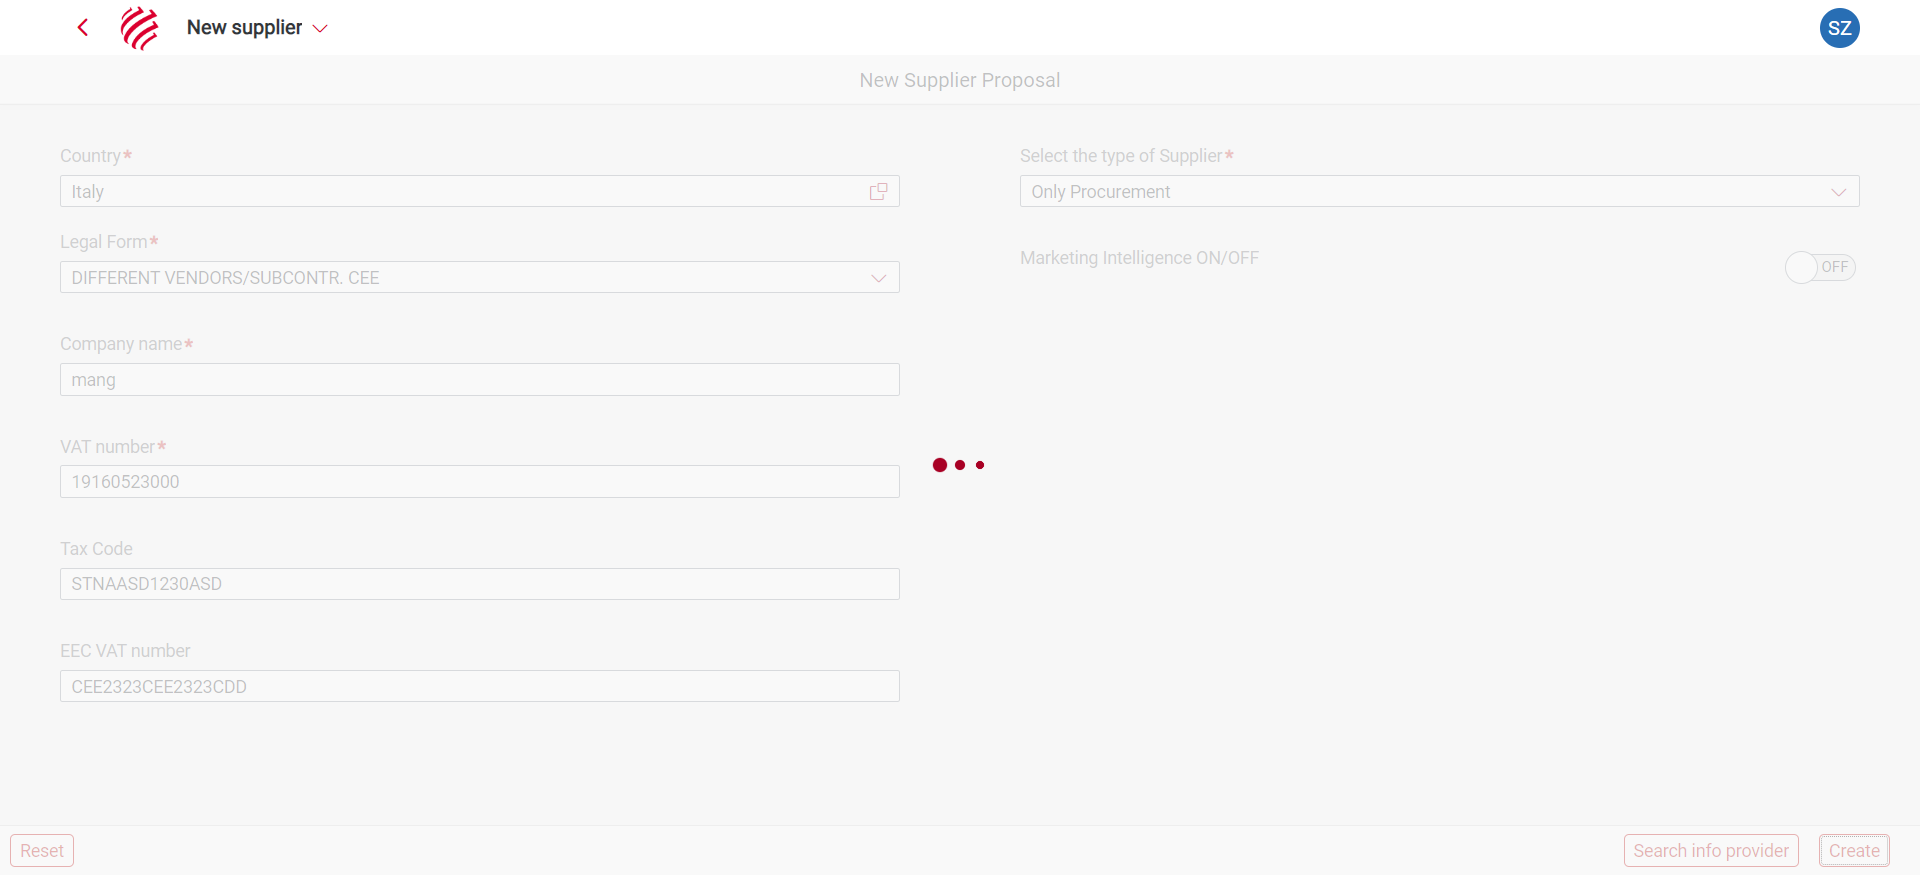 New supplier
SZ
New Supplier Proposal
Country*
Italy
Legal Form*
DIFFERENT VENDORS/SUBCONTR. CEE
Company name*
mang
VAT number*
19160523000
Tax Code
STNAASD1230ASD
EEC VAT number
CEE2323CEE2323CDD
Select the type of Supplier*
Only Procurement
Marketing Intelligence ON/OFF
OFF
Reset
Search info provider
Create